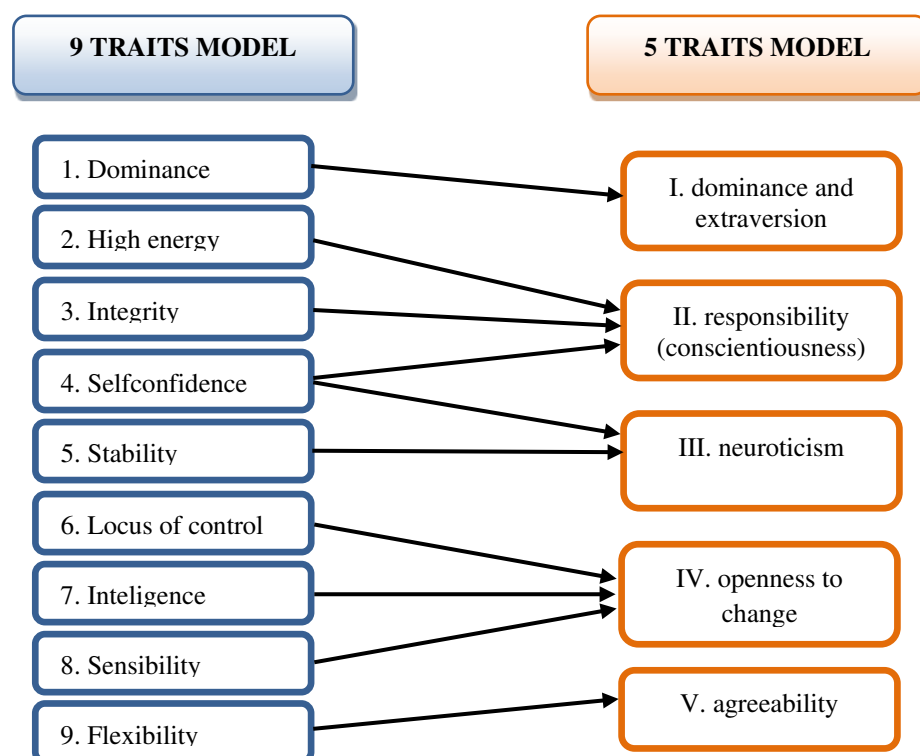 9 TRAITS MODEL
5 TRAITS MODEL
1. Dominance
2. High energy
3. Integrity
4. Selfconfidence
5. Stability
6. Locus of control
7. Inteligence
8. Sensibility
9. Flexibility
I. dominance and
extraversion
II. responsibility
(conscientiousness)
III. neuroticism
IV. openness to
change
V. agreeability